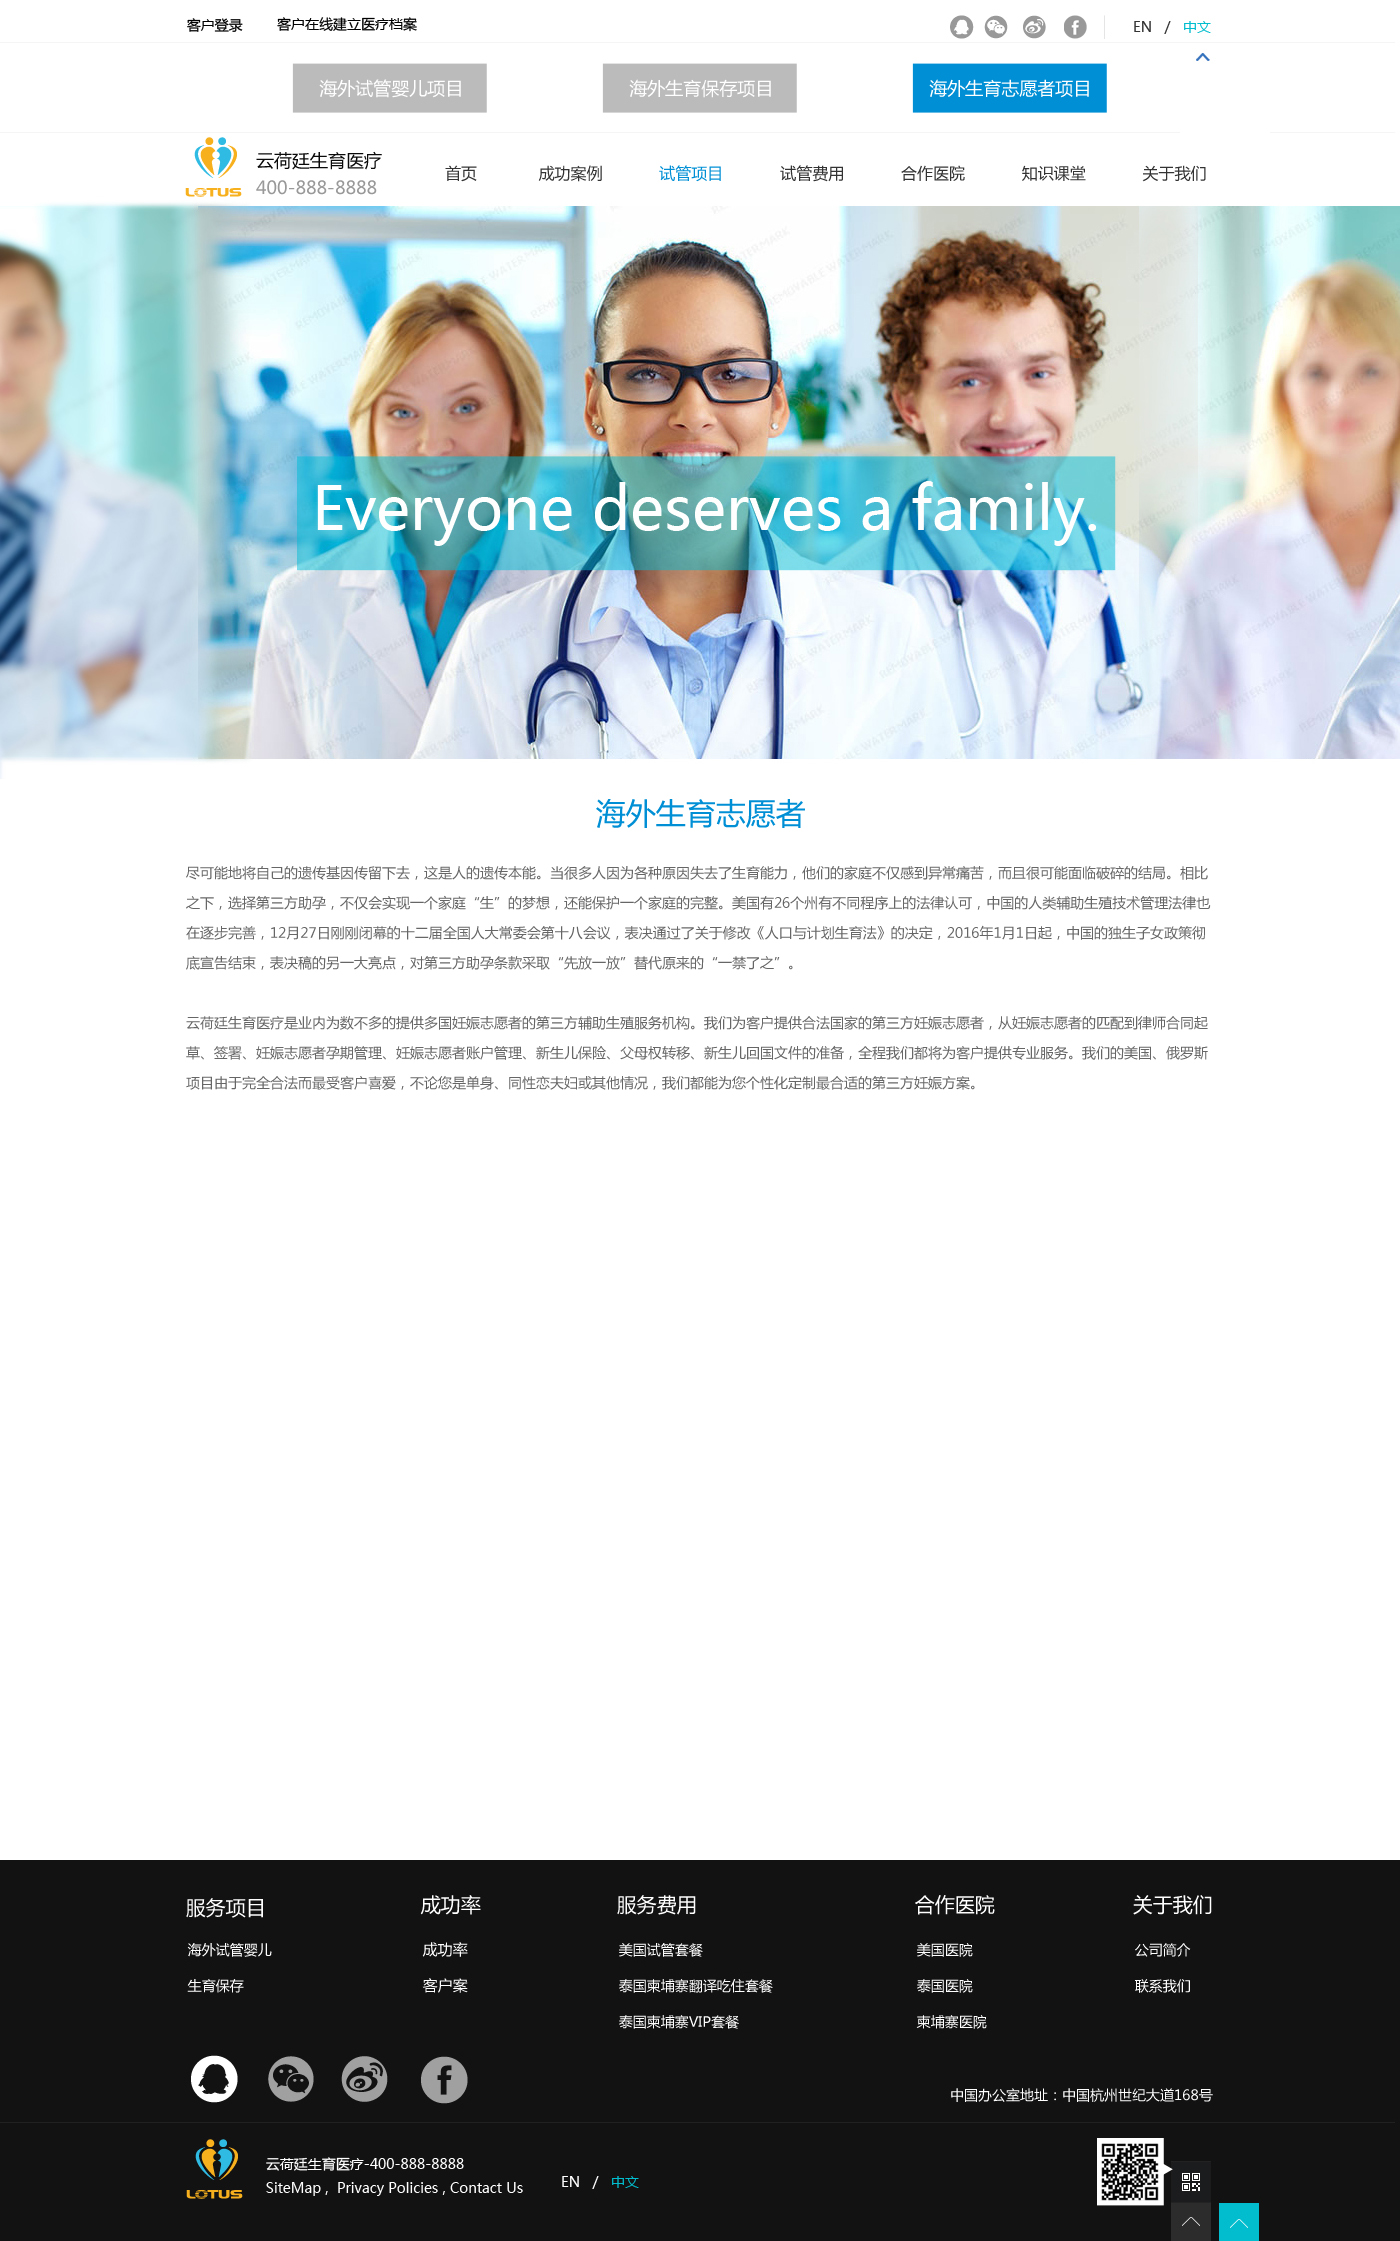 客户登录
客户在线建立医疗档案
EN / 中文
海外试管婴儿项目
海外生育保存项目
海外生育志愿者项目
LOTUS
云荷廷生育医疗
400-888-8888
首页
成功案例
试管项目
试管费用
合作医院
知识课堂
关于我们
REMOVABLE WATERMARK
Everyone deserves a family.
海外生育志愿者
尽可能地将自己的遗传基因传留下去，这是人的遗传本能。当很多人因为各种原因失去了生育能力，他们的家庭不仅感到异常痛苦，而且很可能面临破碎的结局。相比
之下，选择第三方助孕，不仅会实现一个家庭“生”的梦想，还能保护一个家庭的完整。美国有26个州有不同程序上的法律认可，中国的人类辅助生殖技术管理法律也
在逐步完善，12月27日刚刚闭幕的十二届全国人大常委会第十八会议，表决通过了关于修改《人口与计划生育法》的决定，2016年1月1日起，中国的独生子女政策彻
底宣告结束，表决稿的另一大亮点，对第三方助孕条款采取“先放一放”替代原来的“一禁了之”。
云荷廷生育医疗是业内为数不多的提供多国妊娠志愿者的第三方辅助生殖服务机构。我们为客户提供合法国家的第三方妊娠志愿者，从妊娠志愿者的匹配到律师合同起
草、签署、妊娠志愿者孕期管理、妊娠志愿者账户管理、新生儿保险、父母权转移、新生儿回国文件的准备，全程我们都将为客户提供专业服务。我们的美国、俄罗斯
项目由于完全合法而最受客户喜爱，不论您是单身、同性恋夫妇或其他情况，我们都能为您个性化定制最合适的第三方妊娠方案。
服务项目
海外试管婴儿
生育保存
成功率
成功率
客户案
服务费用
美国试管套餐
泰国柬埔寨翻译吃住套餐
泰国柬埔寨VIP套餐
合作医院
美国医院
泰国医院
柬埔寨医院
关于我们
公司简介
联系我们
中国办公室地址：中国杭州世纪大道168号
LOTUS
云荷廷生育医疗-400-888-8888
SiteMap , Privacy Policies , Contact Us
EN / 中文